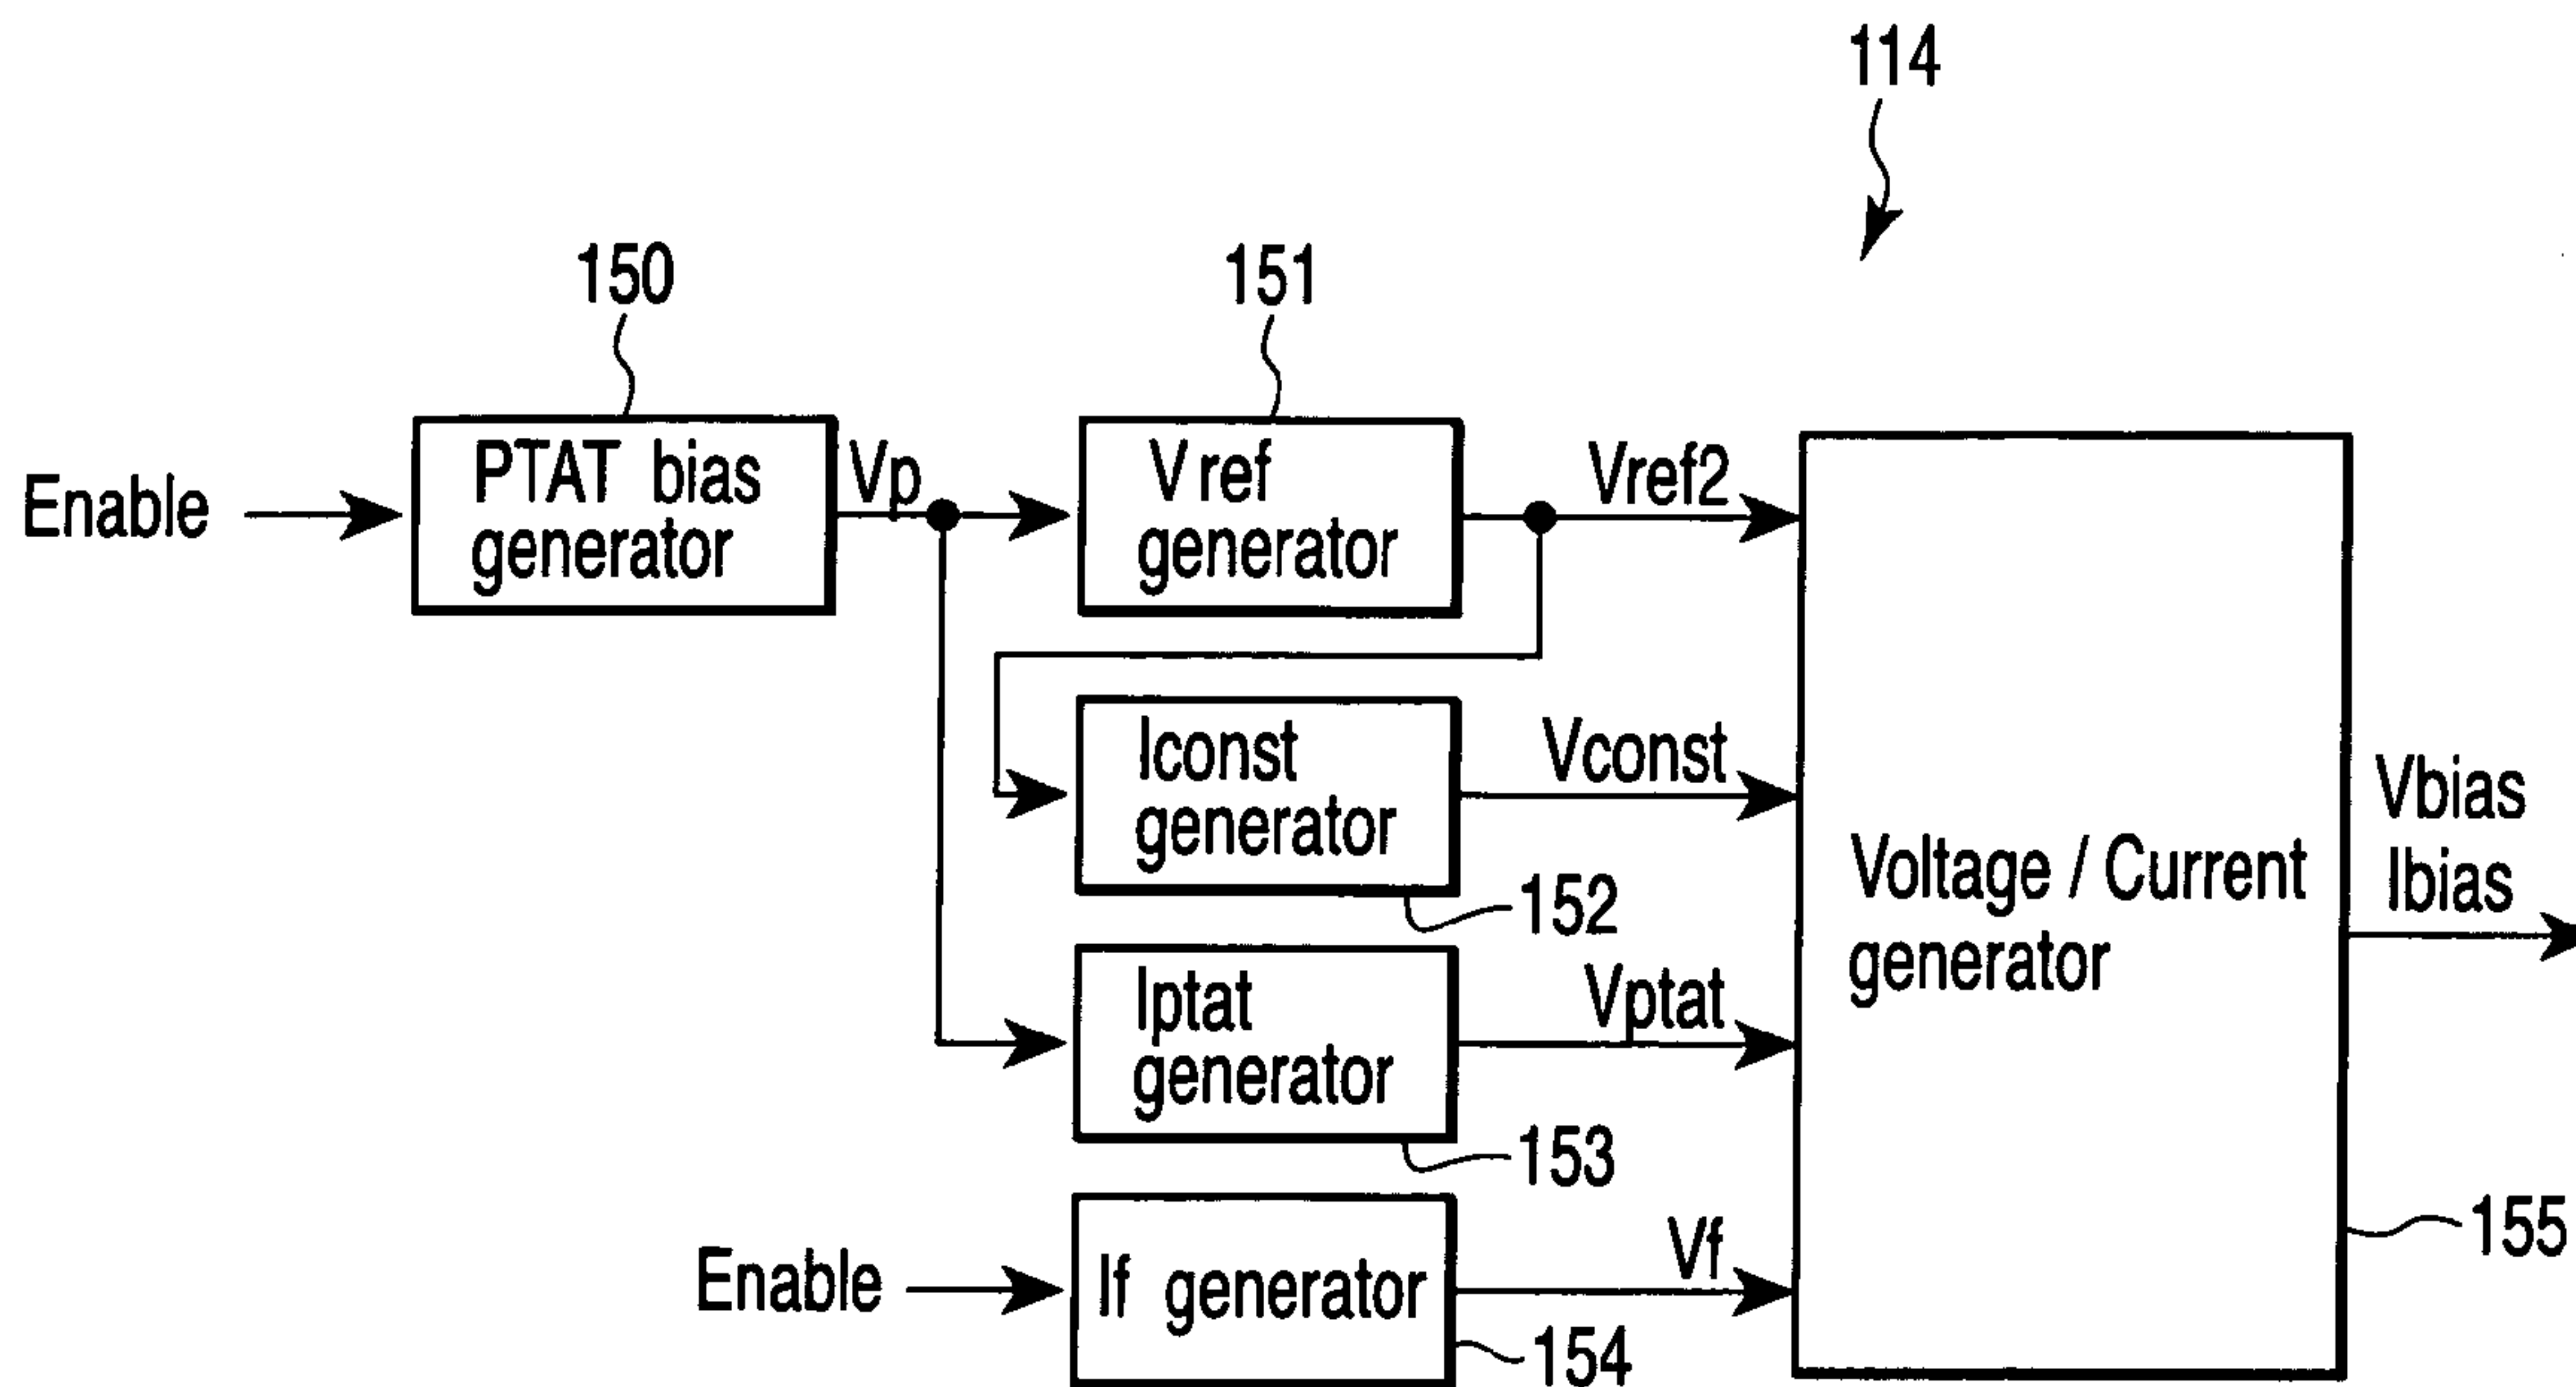 114
150
151
Enable
PTAT bias
generator
Vp
V ref
generator
Vref2
Iconst
generator
Vconst
152
Iptat
generator
Vptat
153
Enable
If generator
Vf
154
Voltage / Current
generator
Vbias
Ibias
155